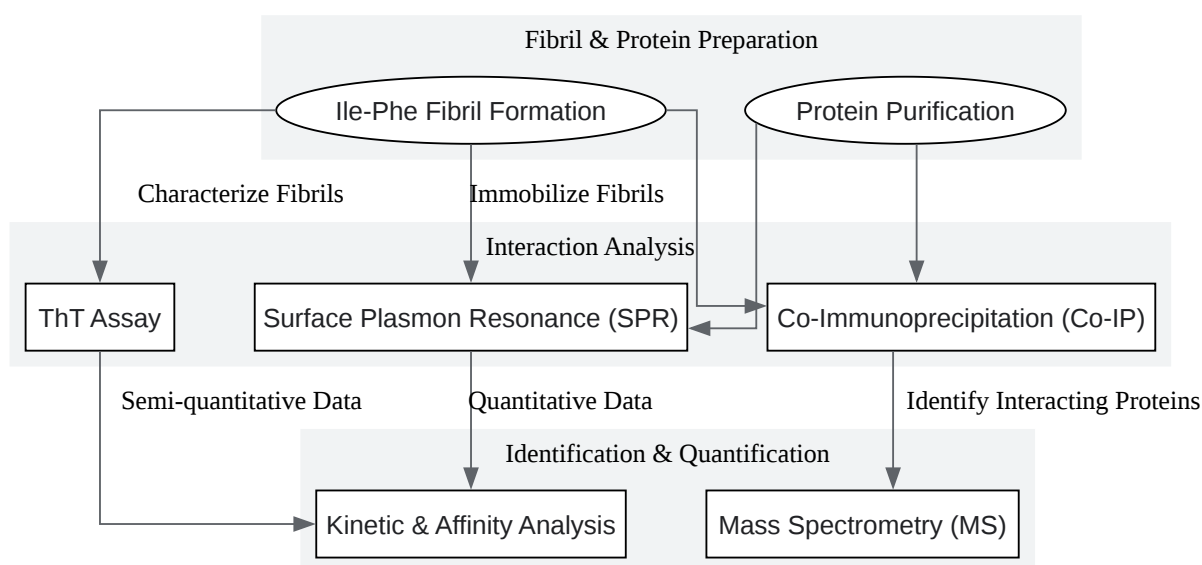 Fibril & Protein Preparation
Ile-Phe Fibril Formation
Protein Purification
Characterize Fibrils
Immobilize Fibrils
Interaction Analysis
ThT Assay
Surface Plasmon Resonance (SPR)
Co-Immunoprecipitation (Co-IP)
Semi-quantitative Data
Quantitative Data
Identify Interacting Proteins
Identification & Quantification
Kinetic & Affinity Analysis
Mass Spectrometry (MS)